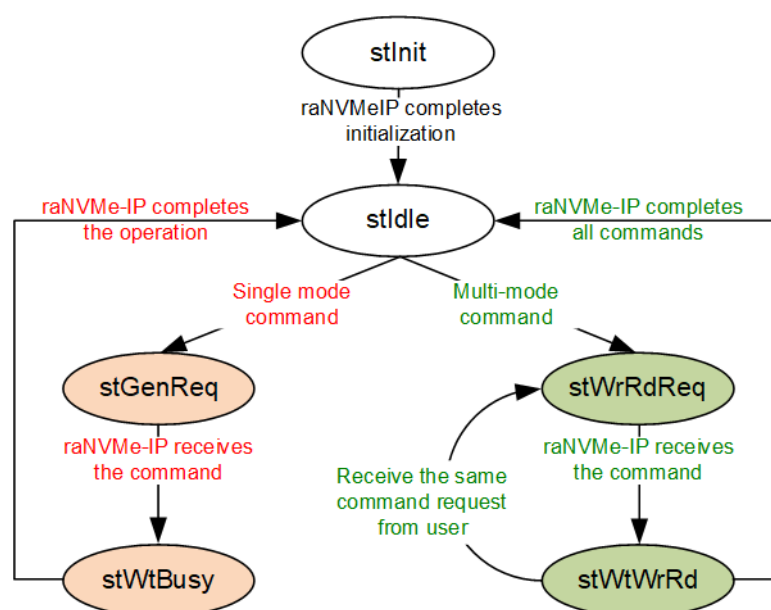 stInit
raNVMeIP completes
initialization
raNVMe-IP completes
the operation
stIdle
raNVMe-IP completes
all commands
Single mode
command
Multi-mode
command
stGenReq
stWrRdReq
raNVMe-IP receives
the command
raNVMe-IP receives
the command
Receive the same
command request
from user
stWtBusy
stWtWrRd